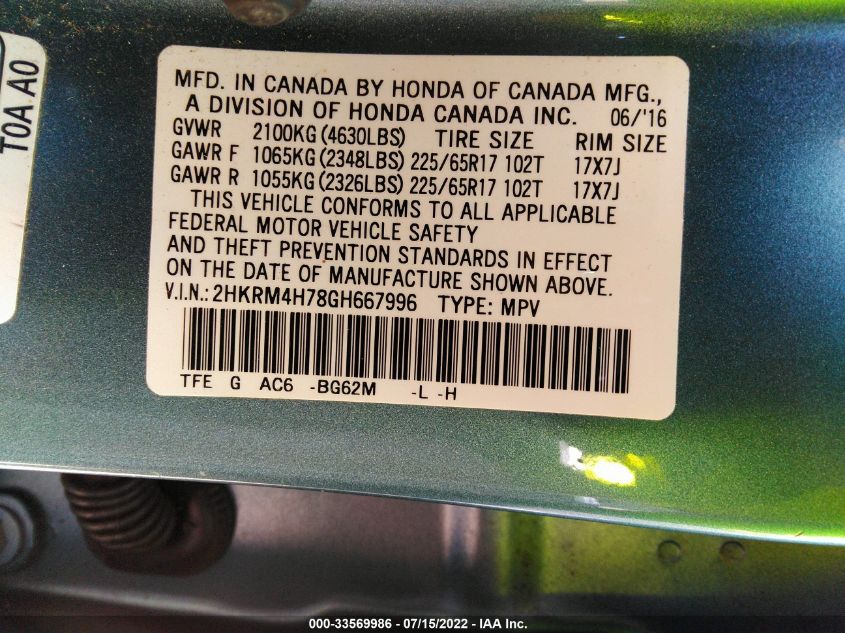 T0A A0
MFD. IN CANADA BY HONDA OF CANADA MFG.,
A DIVISION OF HONDA CANADA INC. 06/'16
GVWR 2100KG (4630LBS) TIRE SIZE RIM SIZE
GAWR F 1065KG (2348LBS) 225/65R17 102T 17X7J
GAWR R 1055KG (2326LBS) 225/65R17 102T 17X7J
THIS VEHICLE CONFORMS TO ALL APPLICABLE
FEDERAL MOTOR VEHICLE SAFETY
AND THEFT PREVENTION STANDARDS IN EFFECT
ON THE DATE OF MANUFACTURE SHOWN ABOVE.
V.I.N.: 2HKRM4H78GH667996 TYPE: MPV
TFE G AC6 -BG62M -L -H
000-33569986 - 07/15/2022 - IAA Inc.